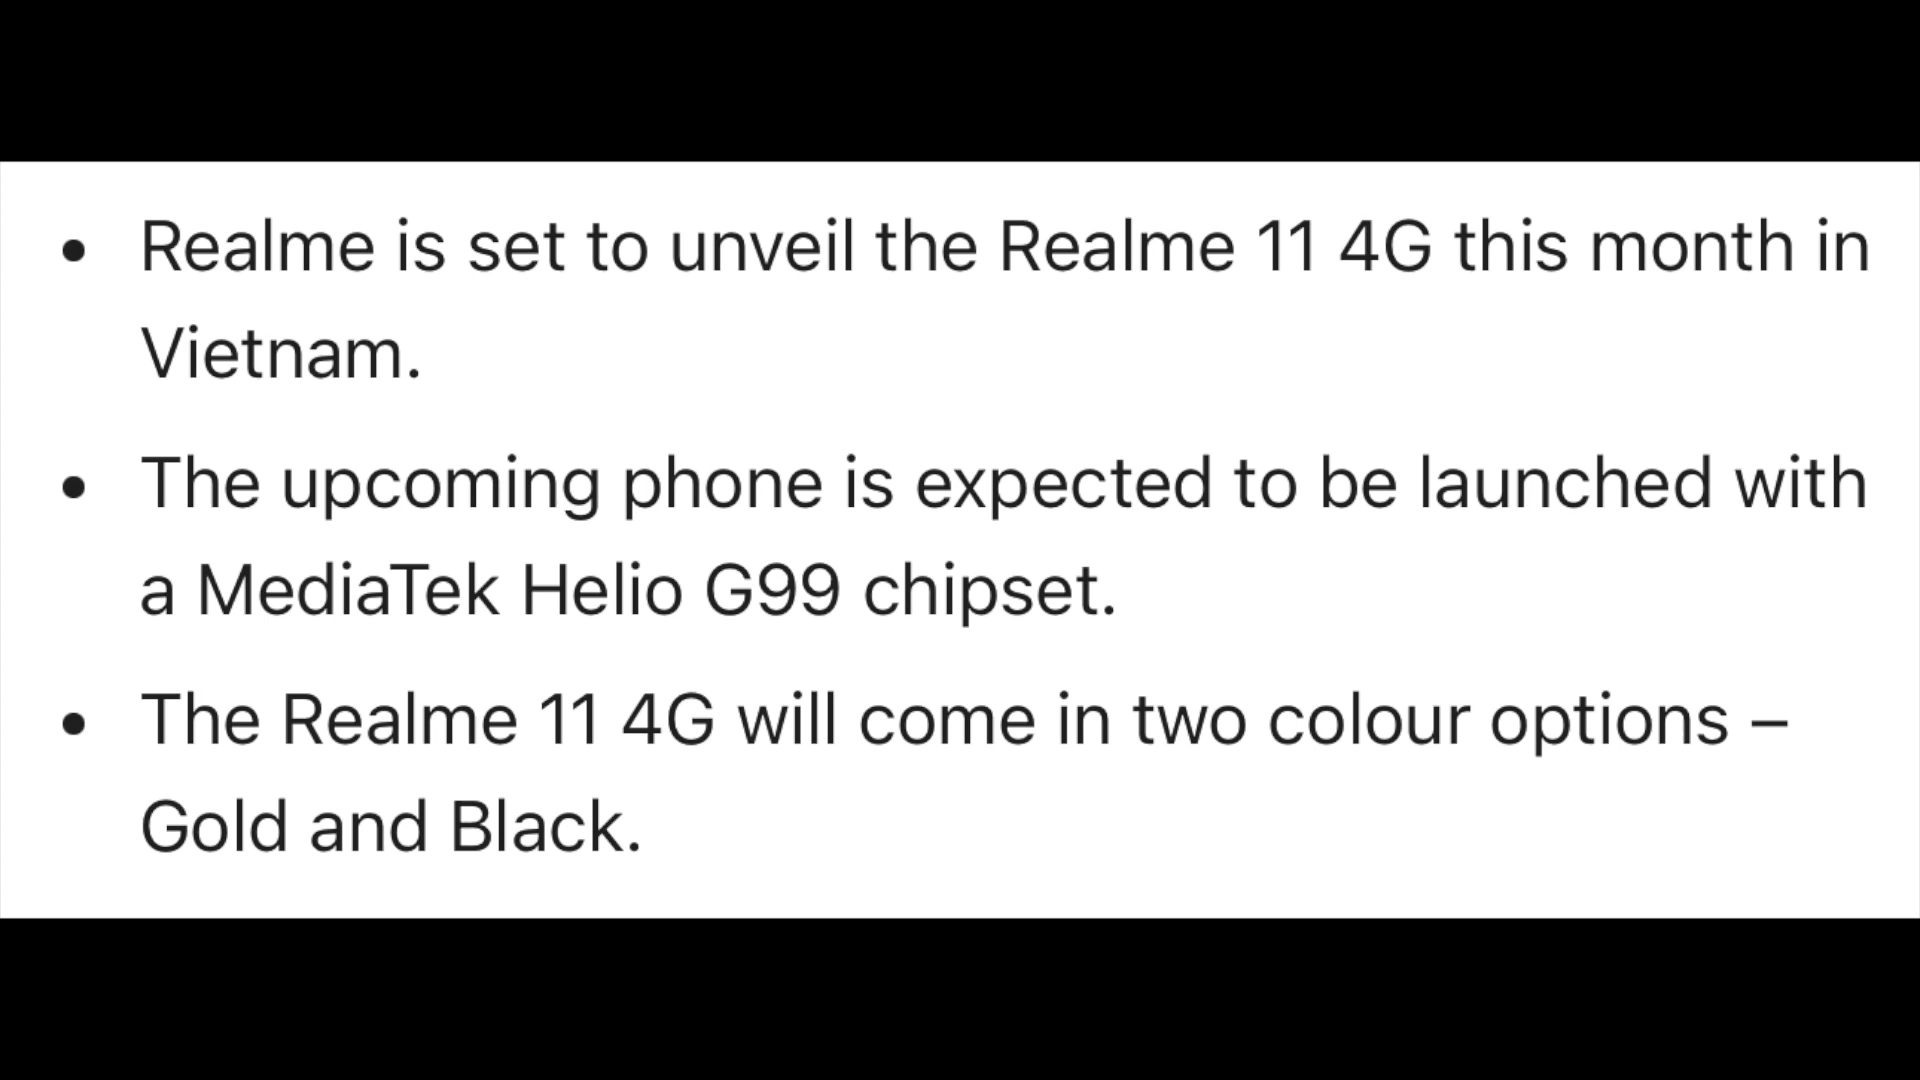 • Realme is set to unveil the Realme 11 4G this month in
Vietnam.
• The upcoming phone is expected to be launched with
a MediaTek Helio G99 chipset.
• The Realme 11 4G will come in two colour options –
Gold and Black.